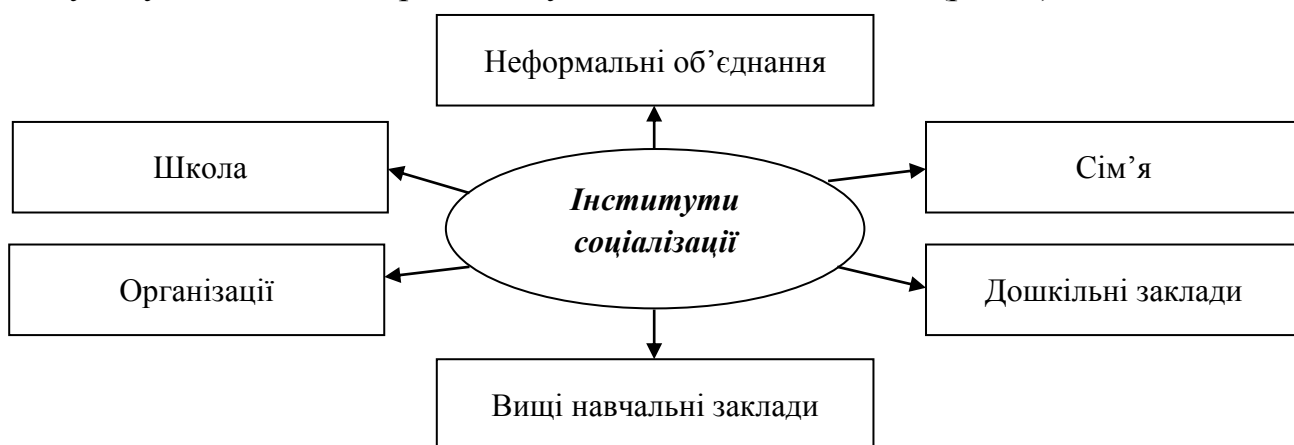 Неформальні об’єднання
Школа
Сім’я
Інститути
соціалізації
Організації
Дошкільні заклади
Вищі навчальні заклади